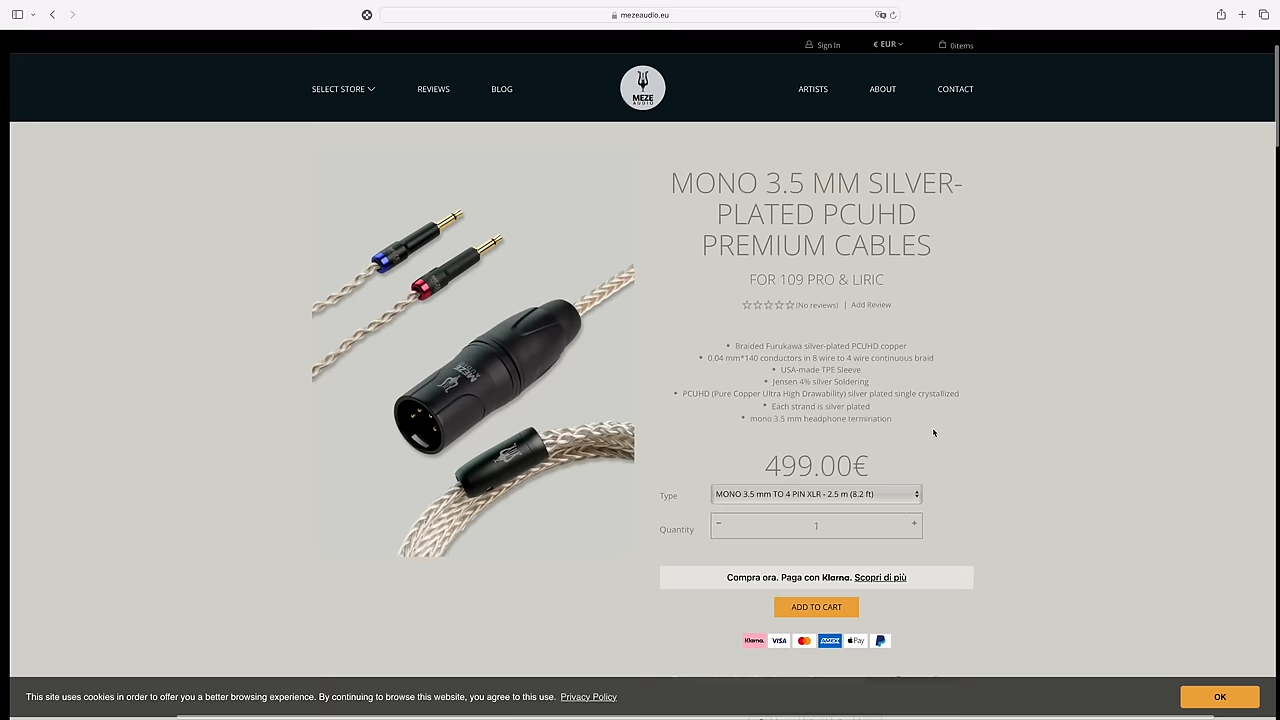 mezeaudio.eu
Sign In
€ EUR
0items
SELECT STORE
REVIEWS
BLOG
MEZE
AUDIO
ARTISTS
ABOUT
CONTACT
MONO 3.5 MM SILVER-
PLATED PCUHD
PREMIUM CABLES
FOR 109 PRO & LIRIC
(No reviews) | Add Review
• Braided Furukawa silver-plated PCUHD copper
• 0.04 mm*140 conductors in 8 wire to 4 wire continuous braid
• USA-made TPE Sleeve
• Jensen 4% silver Soldering
• PCUHD (Pure Copper Ultra High Drawability) silver plated single crystallized
• Each strand is silver plated
• mono 3.5 mm headphone termination
499.00€
Type
MONO 3.5 mm TO 4 PIN XLR - 2.5 m (8.2 ft)
Quantity
− 1 +
Compra ora. Paga con Klarna. Scopri di più
ADD TO CART
Klarna. VISA AMEX Pay
MEZE
This site uses cookies in order to offer you a better browsing experience. By continuing to browse this website, you agree to this use. Privacy Policy
OK